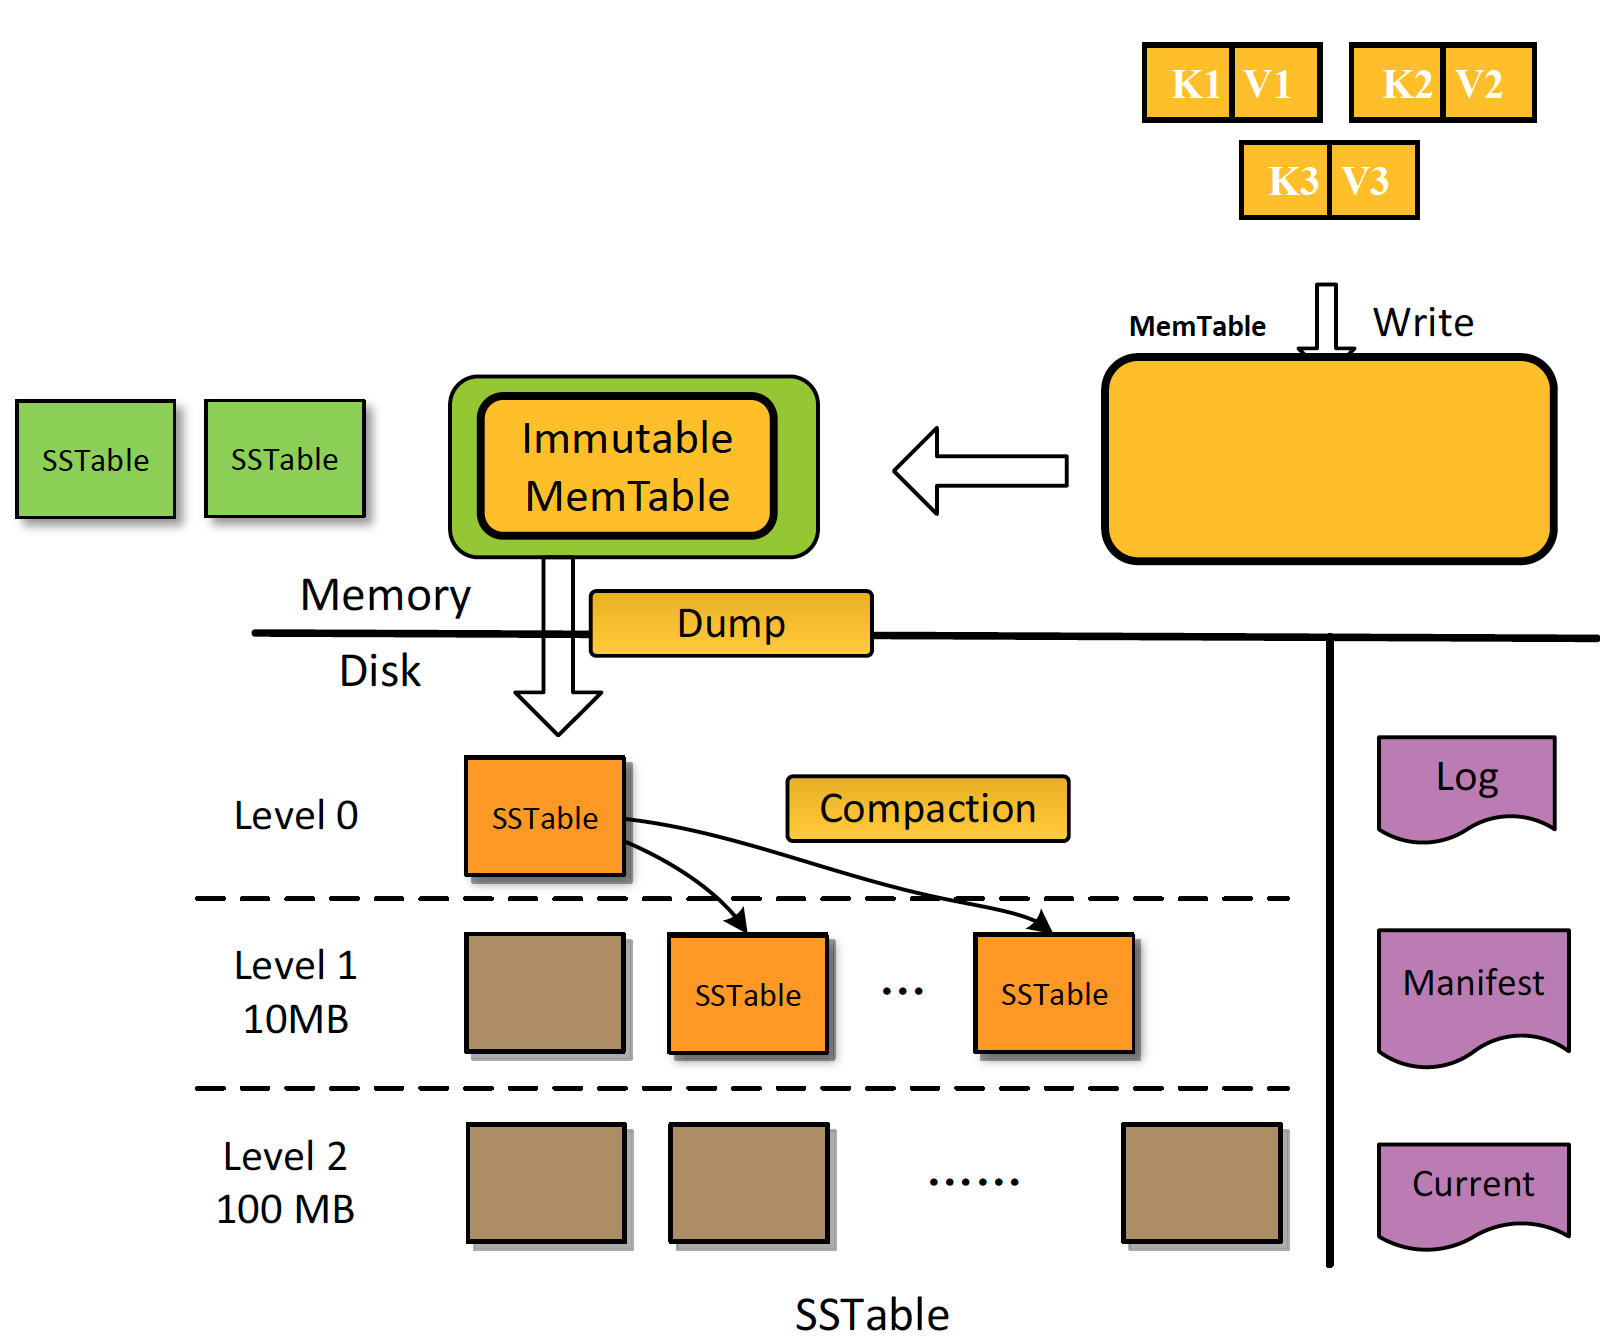 K1 V1 K2 V2
K3 V3
MemTable Write
SSTable SSTable
Immutable
MemTable
Memory
Dump
Disk
Level 0
SSTable
Compaction
Log
Level 1
10MB
SSTable
...
SSTable
Manifest
Level 2
100 MB
......
Current
SSTable